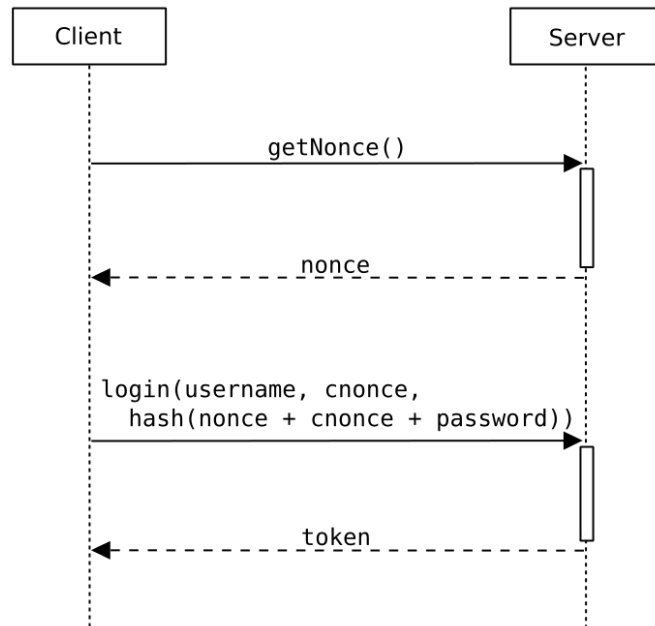 Client
Server
getNonce()
nonce
login(username, cnonce,
hash(nonce + cnonce + password))
token